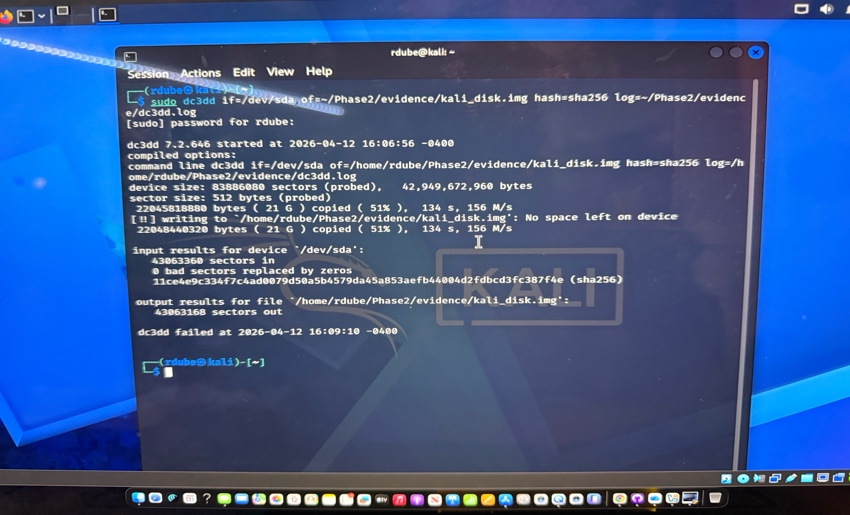 rdube@kali: ~
Session Actions Edit View Help
┌──(rdube㉿kali)-[~]
└─$ sudo dc3dd if=/dev/sda of=~/Phase2/evidence/kali_disk.img hash=sha256 log=~/Phase2/evidenc
e/dc3dd.log
[sudo] password for rdube:
dc3dd 7.2.646 started at 2026-04-12 16:06:56 -0400
compiled options:
command line dc3dd if=/dev/sda of=/home/rdube/Phase2/evidence/kali_disk.img hash=sha256 log=/h
ome/rdube/Phase2/evidence/dc3dd.log
device size: 83886080 sectors (probed), 42,949,672,960 bytes
sector size: 512 bytes (probed)
22045818880 bytes ( 21 G ) copied ( 51% ), 134 s, 156 M/s
[!!] writing to `/home/rdube/Phase2/evidence/kali_disk.img': No space left on device
22048440320 bytes ( 21 G ) copied ( 51% ), 134 s, 156 M/s
input results for device `/dev/sda':
43063360 sectors in
0 bad sectors replaced by zeros
11ce4e9c334f7c4ad0079d50a5b4579da45a853aefb44004d2fdbcd3fc387f4e (sha256)
output results for file `/home/rdube/Phase2/evidence/kali_disk.img':
43063168 sectors out
dc3dd failed at 2026-04-12 16:09:10 -0400
┌──(rdube㉿kali)-[~]
└─$
KALI